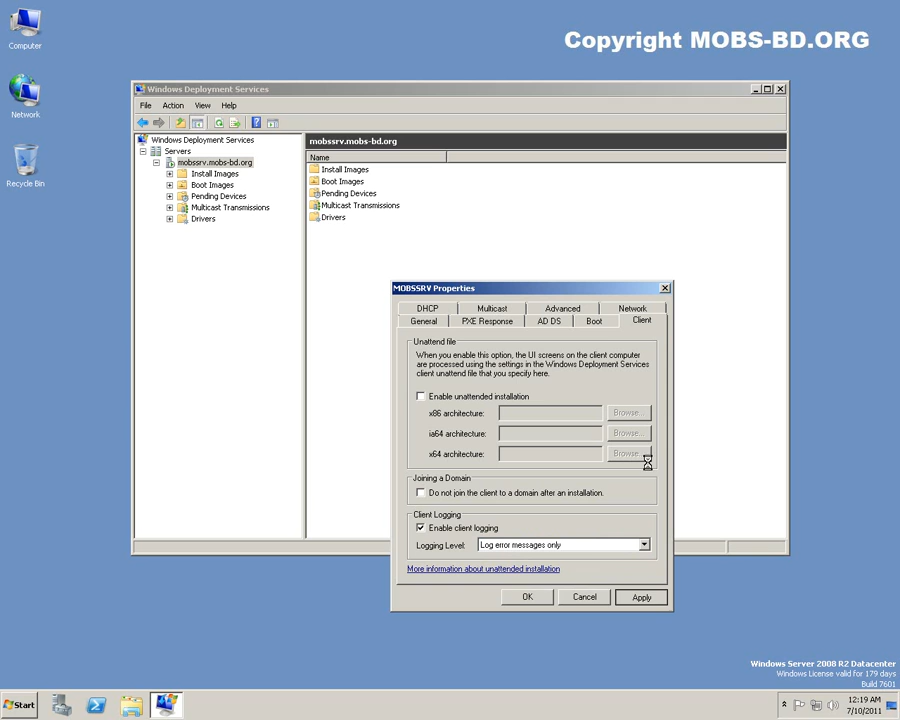 Computer
Network
Recycle Bin
Copyright MOBS-BD.ORG
Windows Deployment Services
File Action View Help
Windows Deployment Services
Servers
mobssrv.mobs-bd.org
Install Images
Boot Images
Pending Devices
Multicast Transmissions
Drivers
mobssrv.mobs-bd.org
Name
Install Images
Boot Images
Pending Devices
Multicast Transmissions
Drivers
MOBSSRV Properties
DHCP Multicast Advanced Network
General PXE Response AD DS Boot Client
Unattend file
When you enable this option, the UI screens on the client computer
are processed using the settings in the Windows Deployment Services
client unattend file that you specify here.
Enable unattended installation
x86 architecture: Browse...
ia64 architecture: Browse...
x64 architecture: Browse...
Joining a Domain
Do not join the client to a domain after an installation.
Client Logging
Enable client logging
Logging Level: Log error messages only
More information about unattended installation
OK Cancel Apply
Windows Server 2008 R2 Datacenter
Windows License valid for 179 days
Build 7601
Start
12:19 AM
7/10/2011